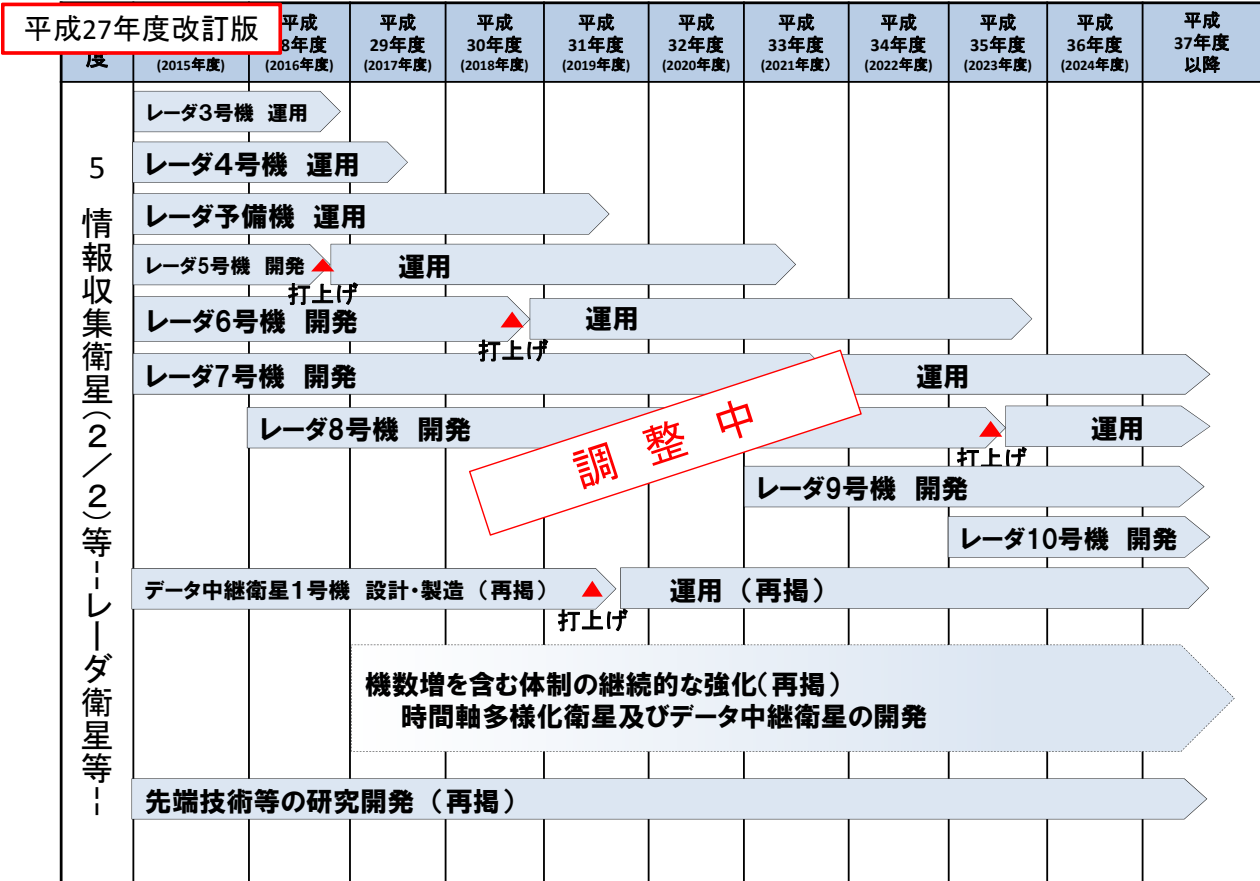 平成27年度改訂版
度
(2015年度)
平成
8年度
(2016年度)
平成
29年度
(2017年度)
平成
30年度
(2018年度)
平成
31年度
(2019年度)
平成
32年度
(2020年度)
平成
33年度
(2021年度)
平成
34年度
(2022年度)
平成
35年度
(2023年度)
平成
36年度
(2024年度)
平成
37年度
以降
5 情報収集衛星(2/2)等--レーダ衛星等--
レーダ3号機 運用
レーダ4号機 運用
レーダ予備機 運用
レーダ5号機 開発 運用
打上げ
レーダ6号機 開発 運用
打上げ
レーダ7号機 開発 運用
レーダ8号機 開発 運用
打上げ
調整中
レーダ9号機 開発
レーダ10号機 開発
データ中継衛星1号機 設計・製造(再掲) 運用(再掲)
打上げ
機数増を含む体制の継続的な強化(再掲)
時間軸多様化衛星及びデータ中継衛星の開発
先端技術等の研究開発(再掲)